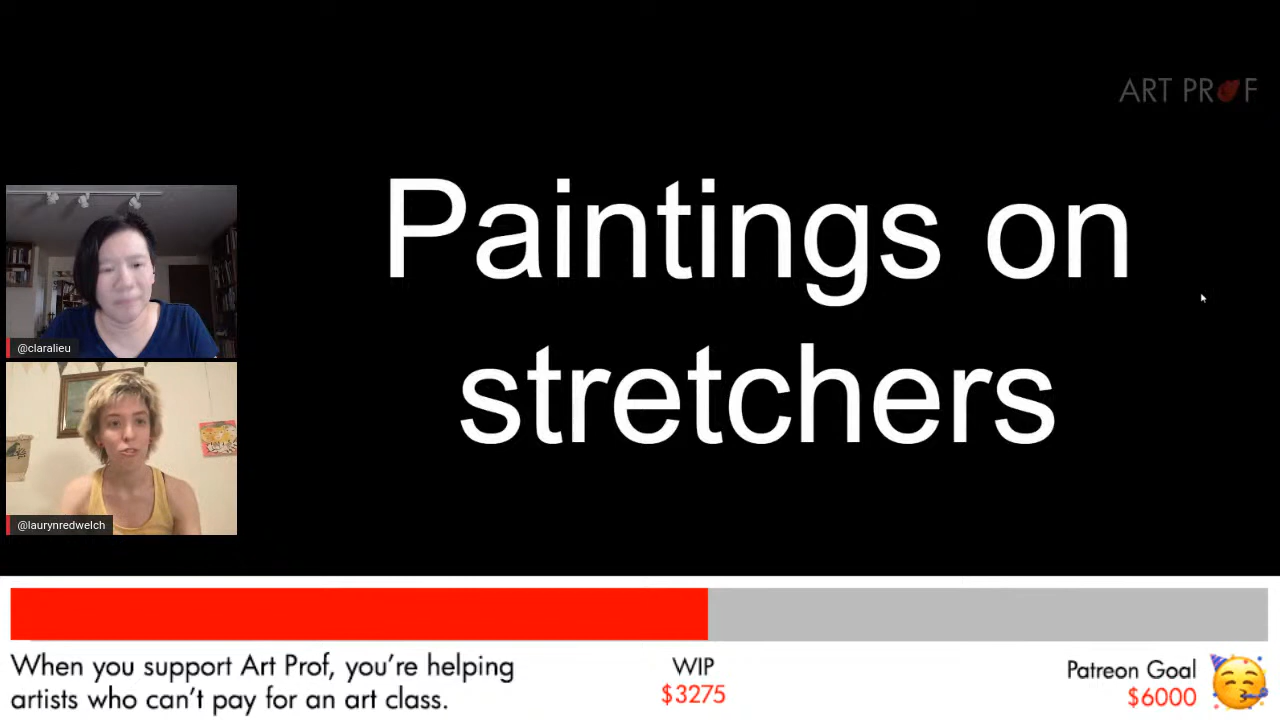 ART PROF
Paintings on
stretchers
@claralieu
@laurynredwelch
When you support Art Prof, you're helping
artists who can't pay for an art class.
WIP
$3275
Patreon Goal
$6000